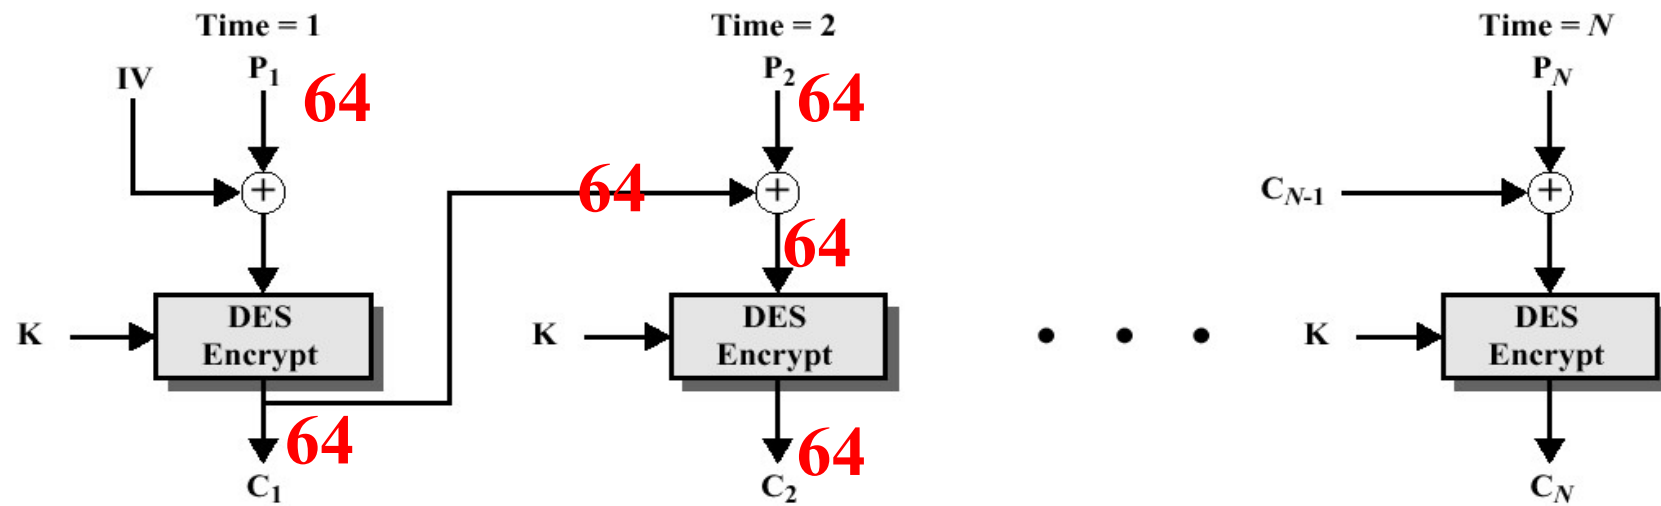 Time = 1 Time = 2 Time = N
IV P1 64 P2 64 PN
+ 64 + CN-1 +
64
K DES Encrypt K DES Encrypt • • • K DES Encrypt
64 64
C1 C2 CN